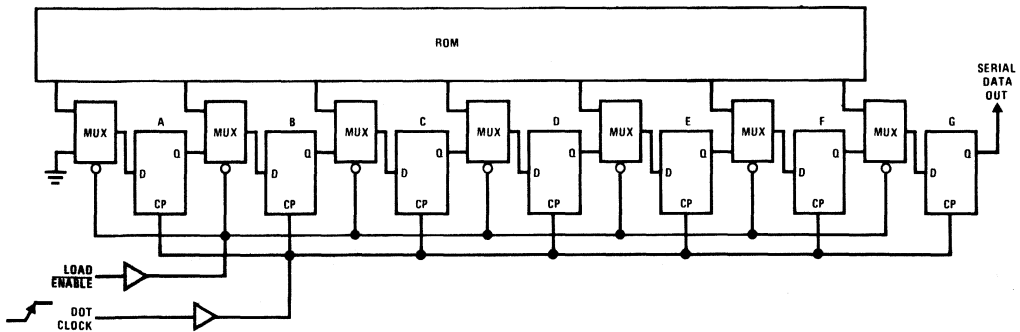 ROM
SERIAL
DATA
OUT
A B C D E F G
MUX MUX MUX MUX MUX MUX MUX
Q Q Q Q Q Q Q
D D D D D D D
CP CP CP CP CP CP CP
LOAD
ENABLE
DOT
CLOCK